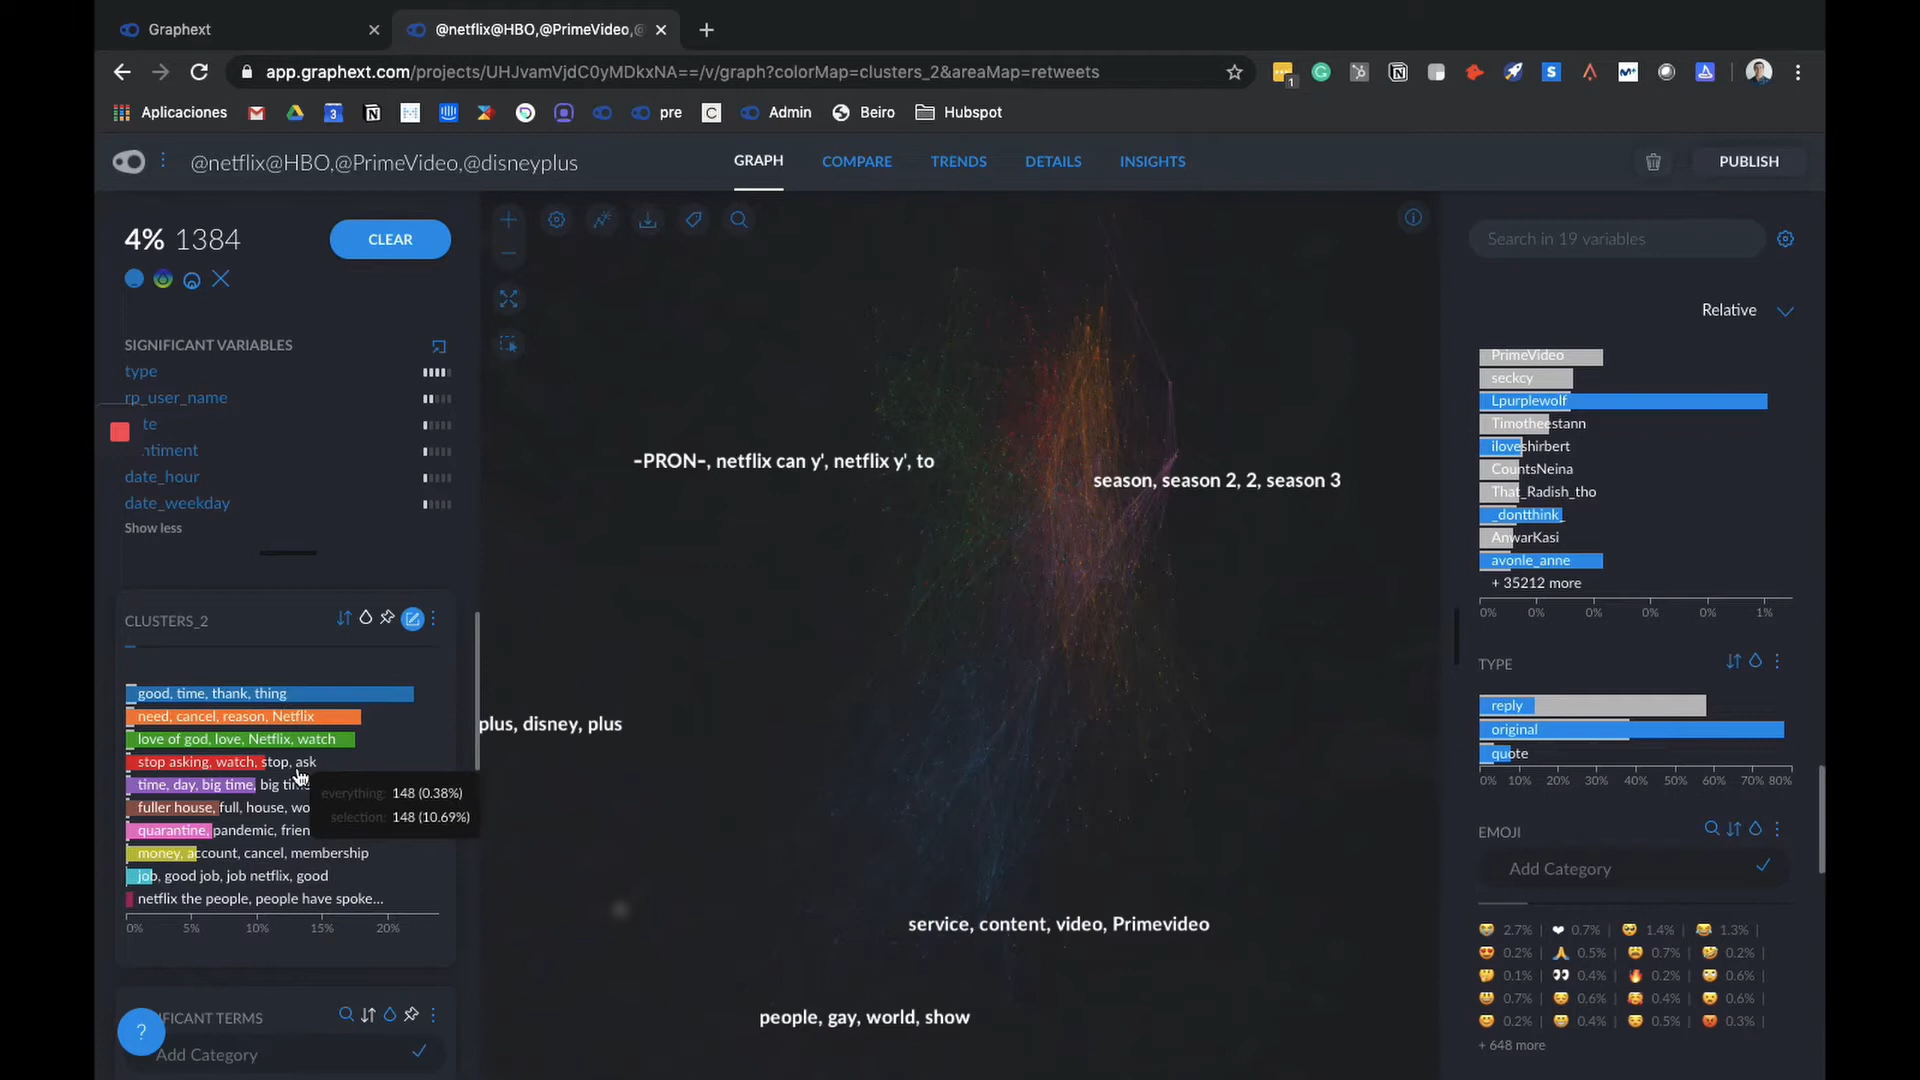 Graphext
@netflix@HBO,@PrimeVideo,@
app.graphext.com/projects/UHJvamVjdC0yMDkxNA==/v/graph?colorMap=clusters_2&areaMap=retweets
1
Aplicaciones
3
pre
C
Admin
Beiro
Hubspot
@netflix@HBO,@PrimeVideo,@disneyplus
GRAPH
COMPARE
TRENDS
DETAILS
INSIGHTS
PUBLISH
4% 1384
CLEAR
SIGNIFICANT VARIABLES
type
rp_user_name
te
ntiment
date_hour
date_weekday
Show less
CLUSTERS_2
good, time, thank, thing
need, cancel, reason, Netflix
love of god, love, Netflix, watch
stop asking, watch, stop, ask
time, day, big time, big tim
fuller house, full, house, wo
quarantine, pandemic, frien
money, account, cancel, membership
job, good job, job netflix, good
netflix the people, people have spoke...
0% 5% 10% 15% 20%
everything: 148 (0.38%)
selection: 148 (10.69%)
IFICANT TERMS
Add Category
?
-PRON-, netflix can y', netflix y', to
season, season 2, 2, season 3
plus, disney, plus
service, content, video, Primevideo
people, gay, world, show
Search in 19 variables
Relative
PrimeVideo
seckcy
Lpurplewolf
Timotheestann
iloveshirbert
CountsNeina
That_Radish_tho
_dontthink_
AnwarKasi
avonle_anne
+ 35212 more
0% 0% 0% 0% 0% 1%
TYPE
reply
original
quote
0% 10% 20% 30% 40% 50% 60% 70% 80%
EMOJI
Add Category
2.7% | 0.7% | 1.4% | 1.3% |
0.2% | 0.5% | 0.7% | 0.2% |
0.1% | 0.4% | 0.2% | 0.6% |
0.7% | 0.6% | 0.4% | 0.6% |
0.2% | 0.4% | 0.5% | 0.3% |
+ 648 more